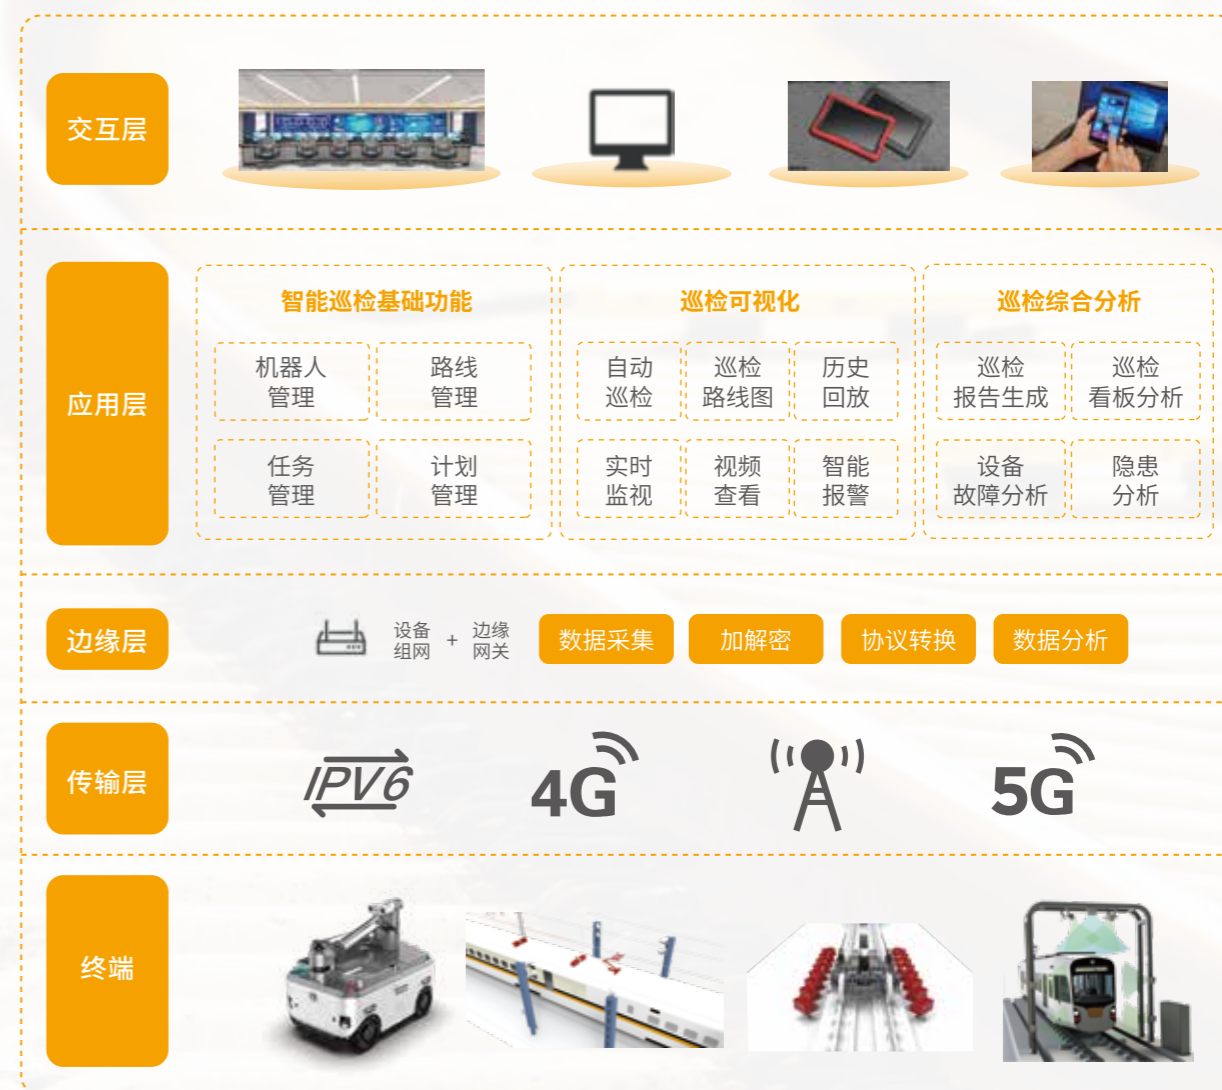 交互层
应用层
智能巡检基础功能
机器人
管理
路线
管理
任务
管理
计划
管理
巡检可视化
自动
巡检
巡检
路线图
历史
回放
实时
监视
视频
查看
智能
报警
巡检综合分析
巡检
报告生成
巡检
看板分析
设备
故障分析
隐患
分析
边缘层
设备
组网
+
边缘
网关
数据采集
加解密
协议转换
数据分析
传输层
IPV6
4G
5G
终端